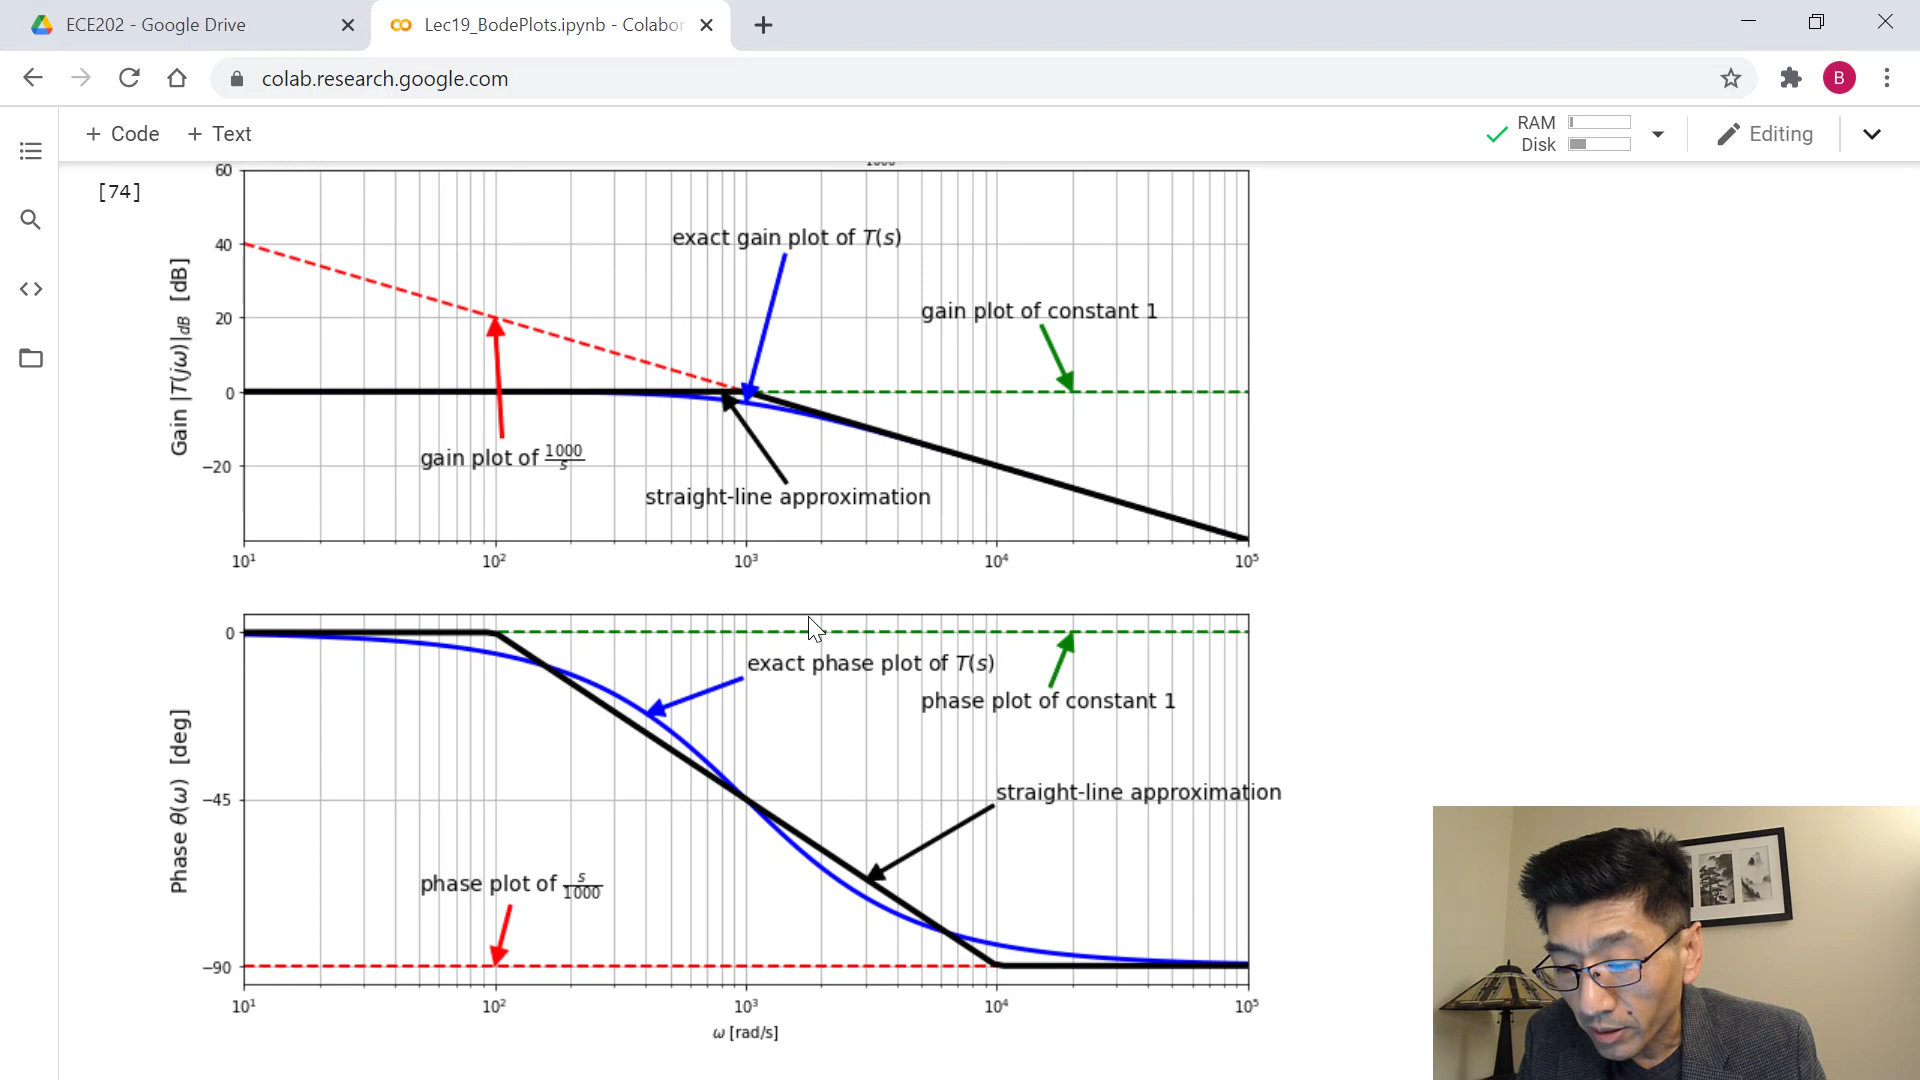 ECE202 - Google Drive
Lec19_BodePlots.ipynb - Colabor
colab.research.google.com
B
+ Code + Text
RAM
Disk
Editing
[74]
1000
60
40
20
0
−20
Gain |T(jω)|dB [dB]
exact gain plot of T(s)
gain plot of constant 1
gain plot of 1000/s
straight-line approximation
10¹ 10² 10³ 10⁴ 10⁵
0
−45
−90
Phase θ(ω) [deg]
exact phase plot of T(s)
phase plot of constant 1
straight-line approximation
phase plot of s/1000
10¹ 10² 10³ 10⁴ 10⁵
ω [rad/s]